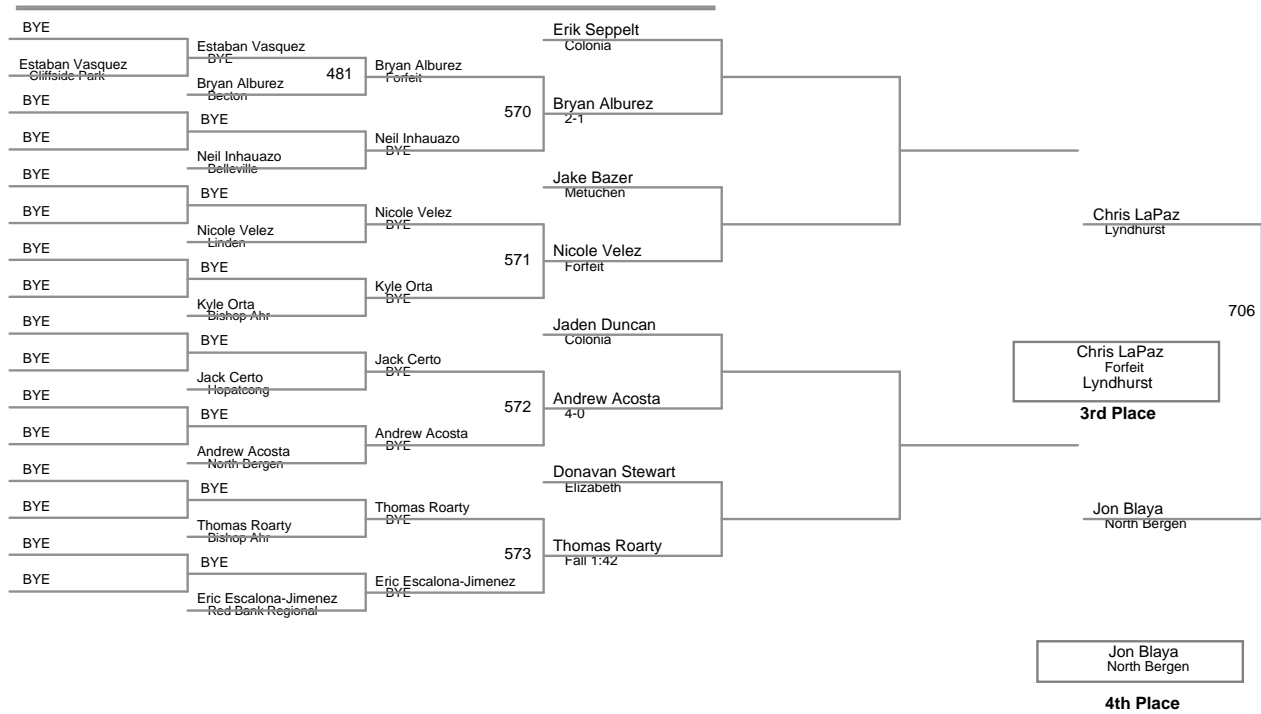 BYE
Estaban Vasquez
Cliffside Park
BYE
BYE
BYE
BYE
BYE
BYE
BYE
BYE
BYE
BYE
BYE
BYE
BYE
BYE
Estaban Vasquez
BYE
481
Bryan Alburez
Becton
BYE
Neil Inhauazo
Belleville
BYE
Nicole Velez
Linden
BYE
Kyle Orta
Bishop Ahr
BYE
Jack Certo
Hopatcong
BYE
Andrew Acosta
North Bergen
BYE
Thomas Roarty
Bishop Ahr
BYE
Eric Escalona-Jimenez
Red Bank Regional
Bryan Alburez
Forfeit
570
Neil Inhauazo
BYE
Nicole Velez
BYE
571
Kyle Orta
BYE
Jack Certo
BYE
572
Andrew Acosta
BYE
Thomas Roarty
BYE
573
Eric Escalona-Jimenez
BYE
Erik Seppelt
Colonia
Bryan Alburez
2-1
Jake Bazer
Metuchen
Nicole Velez
Forfeit
Jaden Duncan
Colonia
Andrew Acosta
4-0
Donavan Stewart
Elizabeth
Thomas Roarty
Fall 1:42
Chris LaPaz
Lyndhurst
706
Chris LaPaz
Forfeit
Lyndhurst
3rd Place
Jon Blaya
North Bergen
Jon Blaya
North Bergen
4th Place